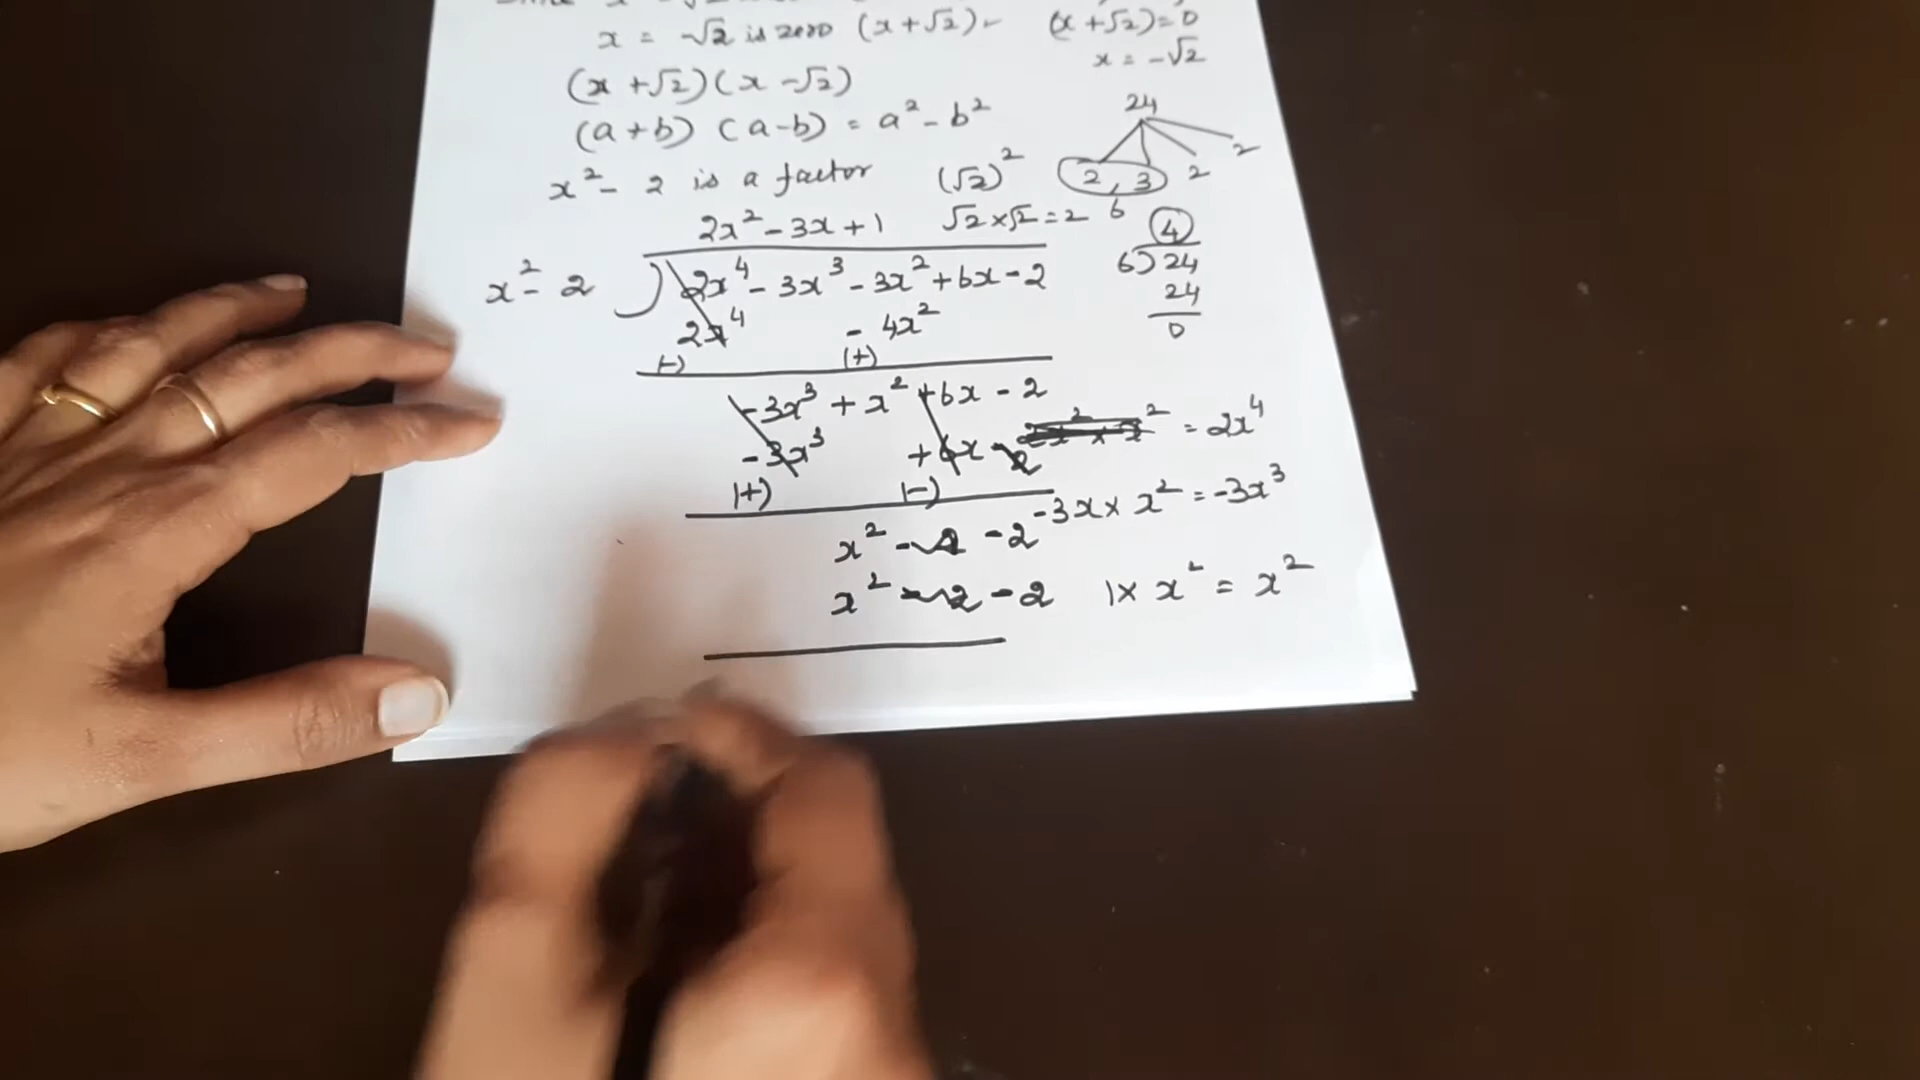 x = -√2 is zero (x+√2) - (x+√2)=0
x = -√2
(x +√2)(x -√2)
(a+b) (a-b) = a² - b²
x² - 2 is a factor (√2)²
√2×√2=2
24
2, 3 2 2
6
4
6)24
24
0
2x² - 3x + 1
x² - 2 ) 2x⁴ - 3x³ - 3x² + 6x - 2
2x⁴ - 4x²
(-) (+)
-3x³ + x² + 6x - 2
= 2x⁴
-3x³ + 6x
(+) (-)
-3x × x² = -3x³
x² - 2
x² - 2 1× x² = x²